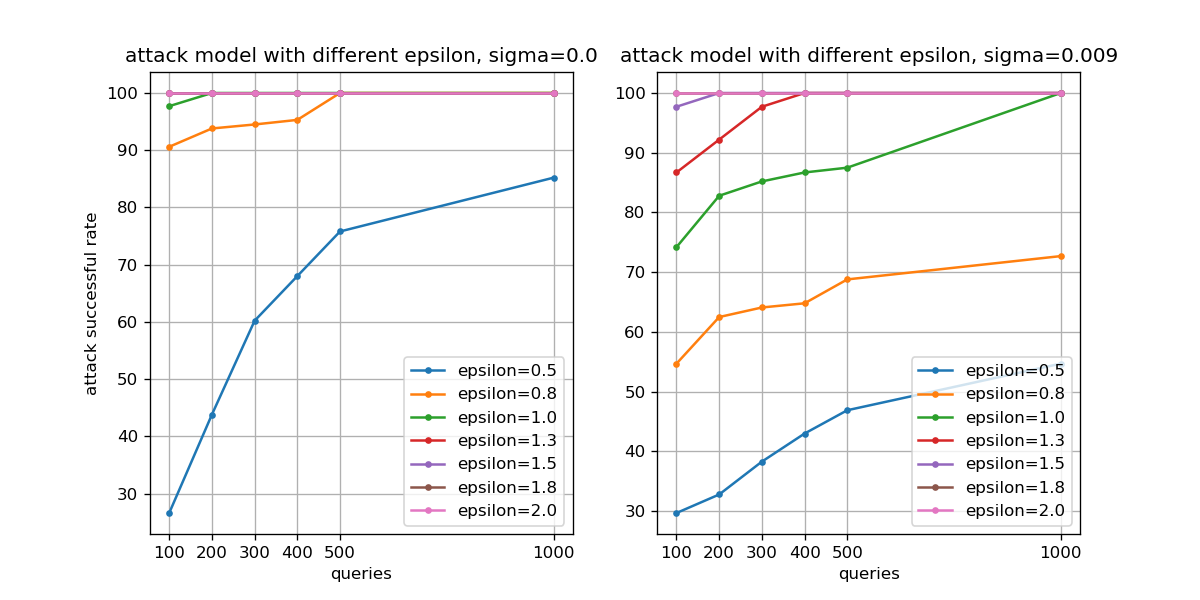 attack model with different epsilon, sigma=0.0
attack successful rate
100
90
80
70
60
50
40
30
epsilon=0.5
epsilon=0.8
epsilon=1.0
epsilon=1.3
epsilon=1.5
epsilon=1.8
epsilon=2.0
100 200 300 400 500 1000
queries
attack model with different epsilon, sigma=0.009
100
90
80
70
60
50
40
30
epsilon=0.5
epsilon=0.8
epsilon=1.0
epsilon=1.3
epsilon=1.5
epsilon=1.8
epsilon=2.0
100 200 300 400 500 1000
queries